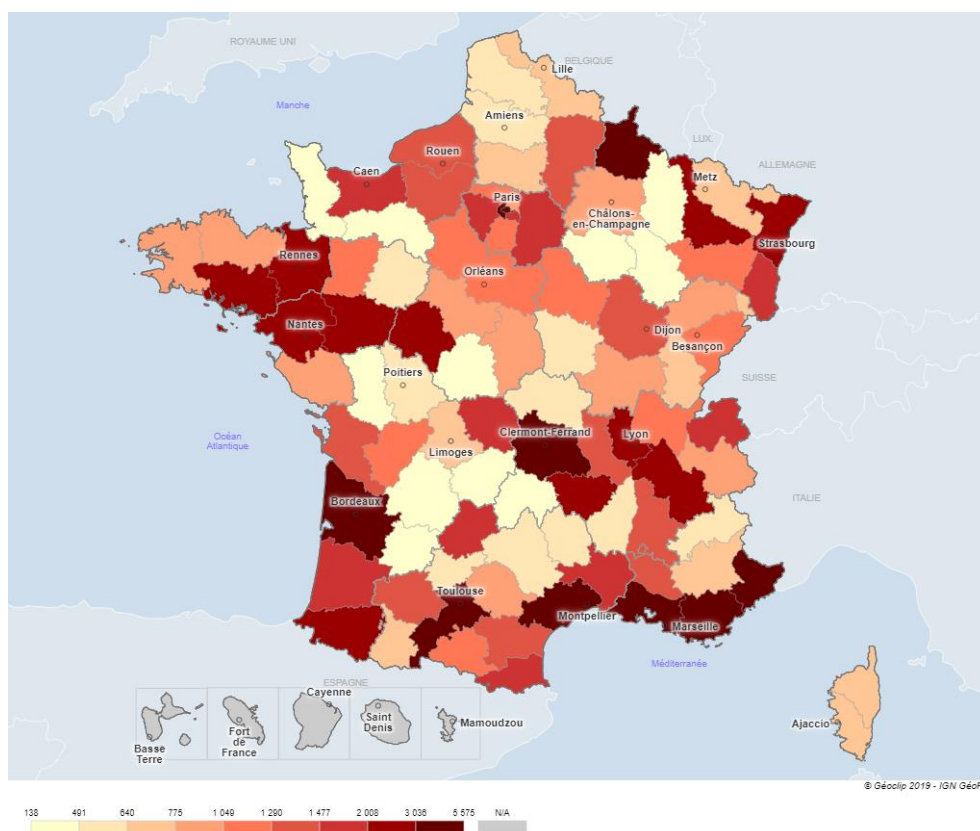 ROYAUME UNI
BELGIQUE
Lille
Manche
Amiens
LUX.
Rouen
ALLEMAGNE
Caen
Metz
Paris
Châlons-
en-Champagne
Strasbourg
Rennes
Orléans
Nantes
Dijon
Besançon
Poitiers
SUISSE
Océan
Atlantique
Clermont-Ferrand
Lyon
Limoges
Bordeaux
ITALIE
Toulouse
Montpellier
Marseille
Méditerranée
ESPAGNE
Cayenne
Saint
Denis
Mamoudzou
Fort
de
France
Basse
Terre
Ajaccio
© Géoclip 2019 - IGN GéoF
138 491 640 775 1 049 1 290 1 477 2 008 3 036 5 575 N/A